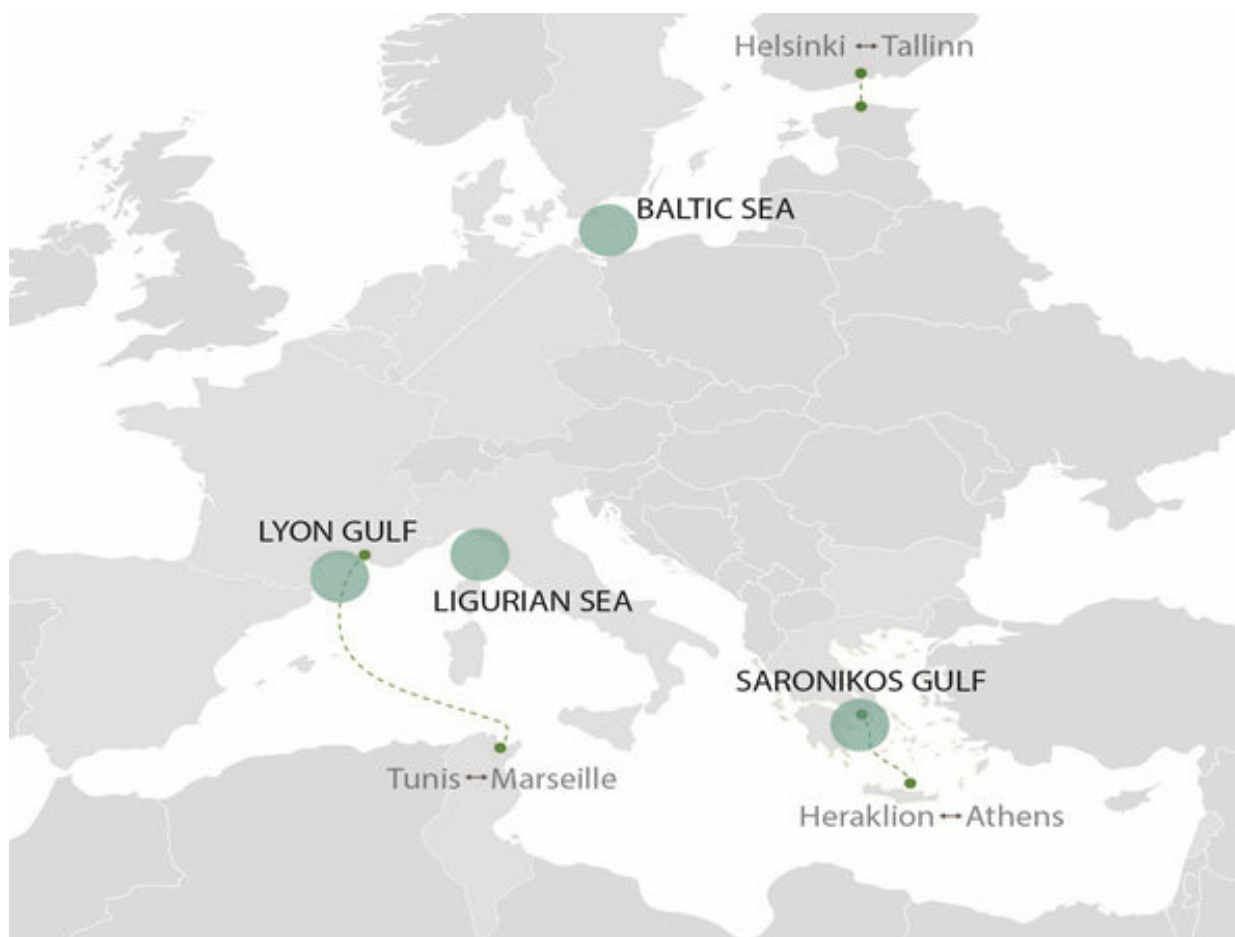 Helsinki ↔ Tallinn
BALTIC SEA
LYON GULF
LIGURIAN SEA
SARONIKOS GULF
Tunis ↔ Marseille
Heraklion ↔ Athens